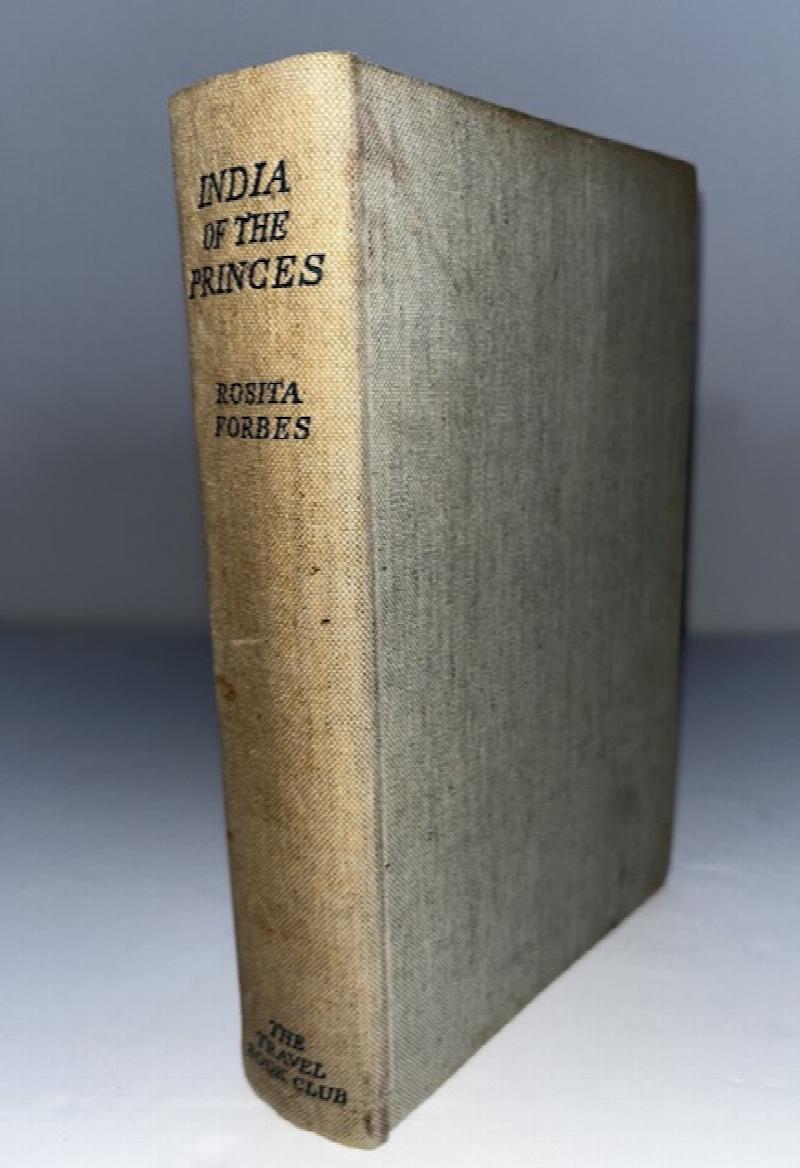 INDIA
OF THE
PRINCES
ROSITA
FORBES
THE
TRAVEL
BOOK CLUB